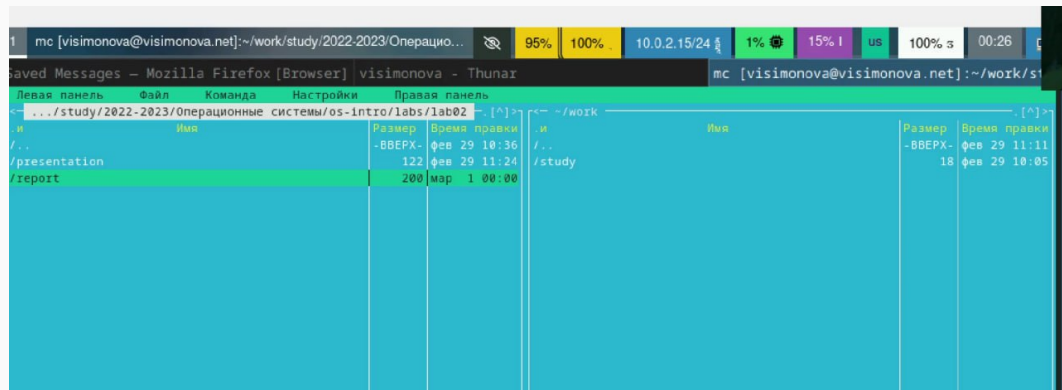 1 mc [visimonova@visimonova.net]:~/work/study/2022-2023/Операцио... 95% 100% 10.0.2.15/24 1% 15% us 100% 00:26
Saved Messages — Mozilla Firefox [Browser] visimonova - Thunar mc [visimonova@visimonova.net]:~/work/st
Левая панель Файл Команда Настройки Правая панель
<— .../study/2022-2023/Операционные системы/os-intro/labs/lab02 —.[^]>
<— ~/work —.[^]>
.и Имя Размер Время правки .и Имя Размер Время правки
/.. -ВВЕРХ- фев 29 10:36 /.. -ВВЕРХ- фев 29 11:11
/presentation 122 фев 29 11:24 /study 18 фев 29 10:05
/report 200 мар 1 00:00